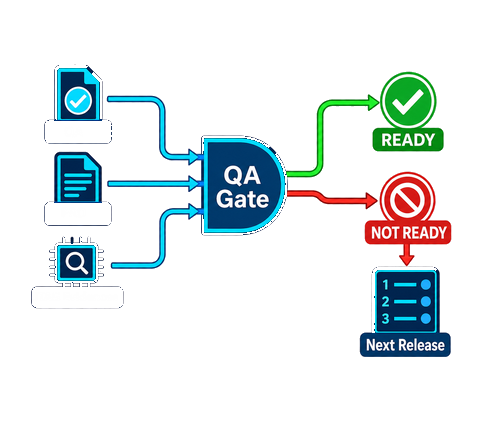 QA
Gate
READY
NOT READY
1
2
3
Next Release